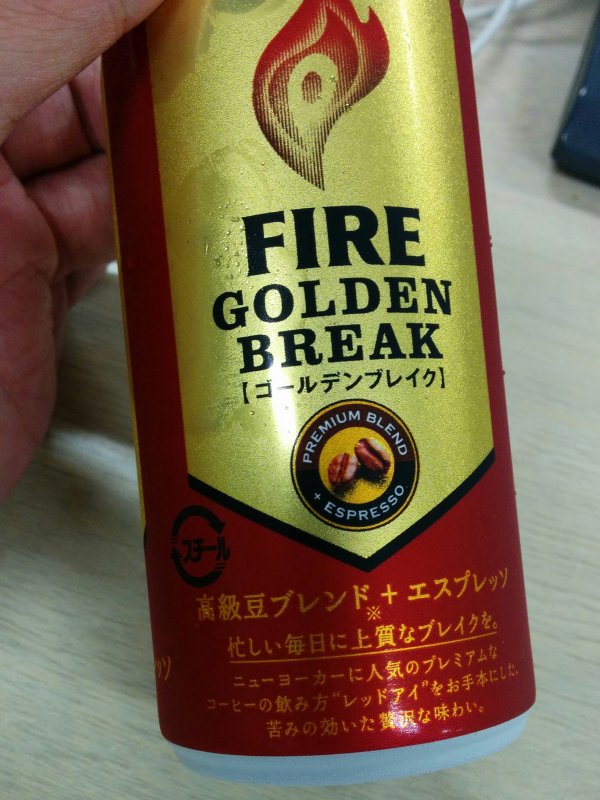 FIRE
GOLDEN
BREAK
【ゴールデンブレイク】
PREMIUM BLEND
+ ESPRESSO
スチール
高級豆ブレンド＋エスプレッソ
※
忙しい毎日に上質なブレイクを。
ニューヨーカーに人気のプレミアムな
コーヒーの飲み方“レッドアイ”をお手本にした、
苦みの効いた贅沢な味わい。
ッソ